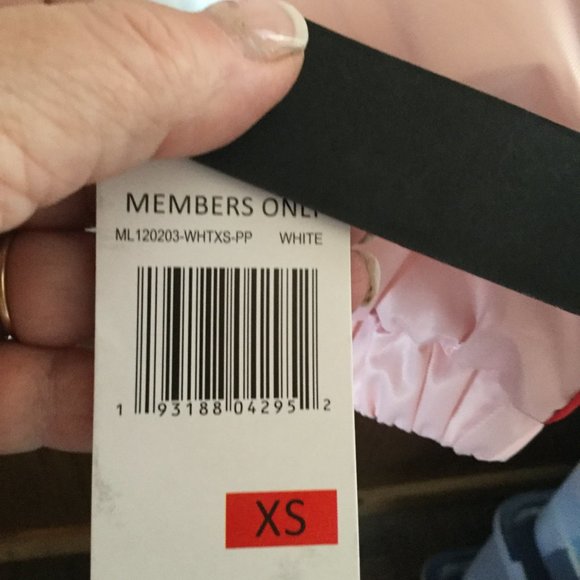 MEMBERS ONLY
ML120203-WHTXS-PP WHITE
1 93188 04295 2
XS